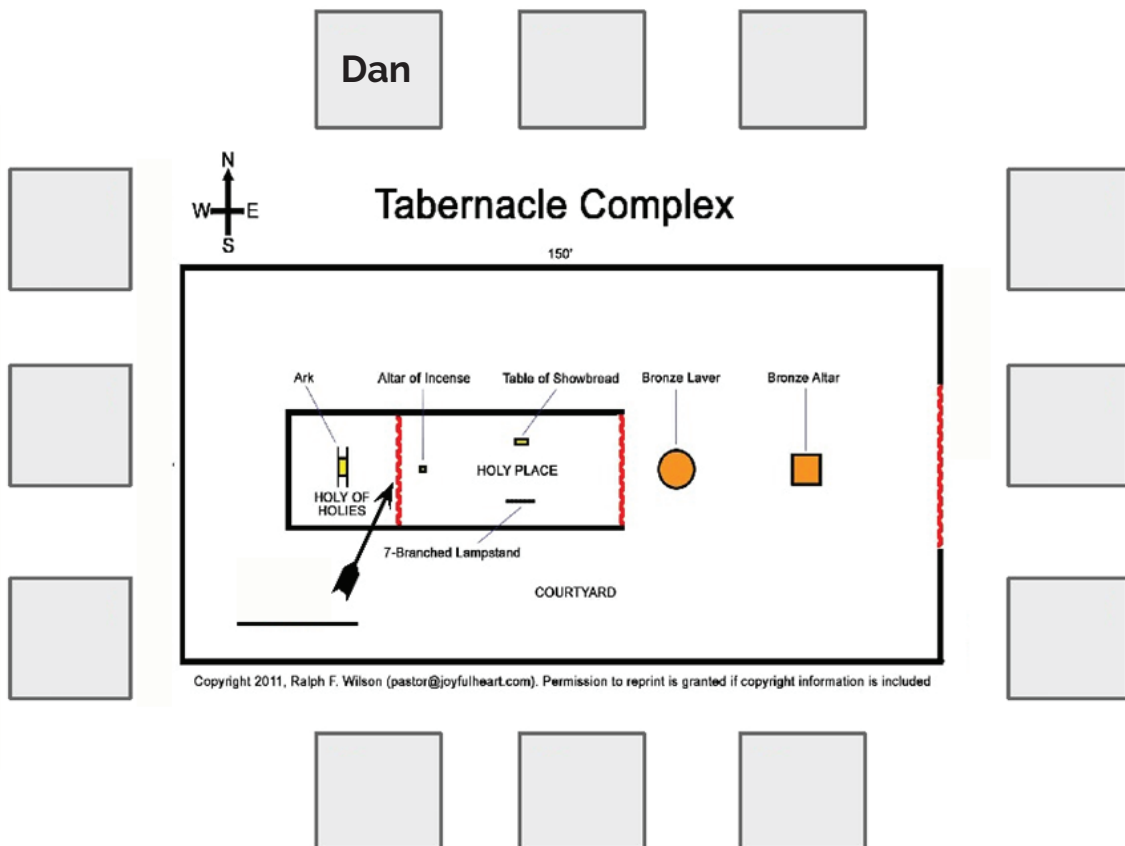 Dan
N
W E
S
Tabernacle Complex
150'
Ark
Altar of Incense
Table of Showbread
Bronze Laver
Bronze Altar
HOLY PLACE
HOLY OF
HOLIES
7-Branched Lampstand
COURTYARD
Copyright 2011, Ralph F. Wilson (pastor@joyfulheart.com). Permission to reprint is granted if copyright information is included